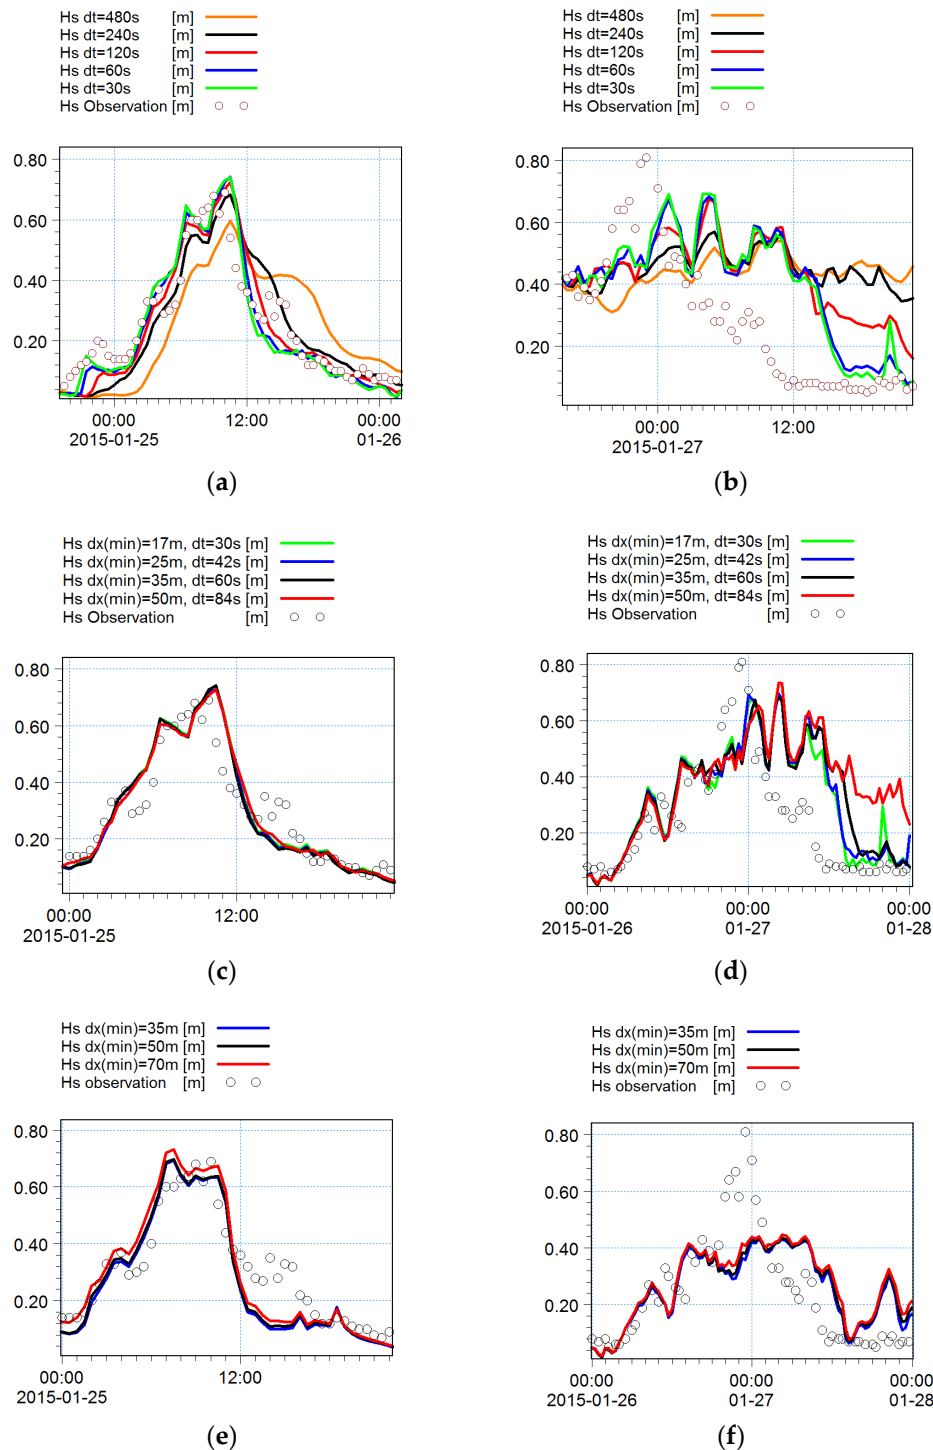 Hs dt=480s [m]
Hs dt=240s [m]
Hs dt=120s [m]
Hs dt=60s [m]
Hs dt=30s [m]
Hs Observation [m]
0.80
0.60
0.40
0.20
00:00 12:00 00:00
2015-01-25 01-26
(a)
Hs dt=480s [m]
Hs dt=240s [m]
Hs dt=120s [m]
Hs dt=60s [m]
Hs dt=30s [m]
Hs Observation [m]
0.80
0.60
0.40
0.20
00:00 12:00
2015-01-27
(b)
Hs dx(min)=17m, dt=30s [m]
Hs dx(min)=25m, dt=42s [m]
Hs dx(min)=35m, dt=60s [m]
Hs dx(min)=50m, dt=84s [m]
Hs Observation [m]
0.80
0.60
0.40
0.20
00:00 12:00
2015-01-25
(c)
Hs dx(min)=17m, dt=30s [m]
Hs dx(min)=25m, dt=42s [m]
Hs dx(min)=35m, dt=60s [m]
Hs dx(min)=50m, dt=84s [m]
Hs Observation [m]
0.80
0.60
0.40
0.20
00:00 00:00 00:00
2015-01-26 01-27 01-28
(d)
Hs dx(min)=35m [m]
Hs dx(min)=50m [m]
Hs dx(min)=70m [m]
Hs observation [m]
0.80
0.60
0.40
0.20
00:00 12:00
2015-01-25
(e)
Hs dx(min)=35m [m]
Hs dx(min)=50m [m]
Hs dx(min)=70m [m]
Hs observation [m]
0.80
0.60
0.40
0.20
00:00 00:00 00:00
2015-01-26 01-27 01-28
(f)